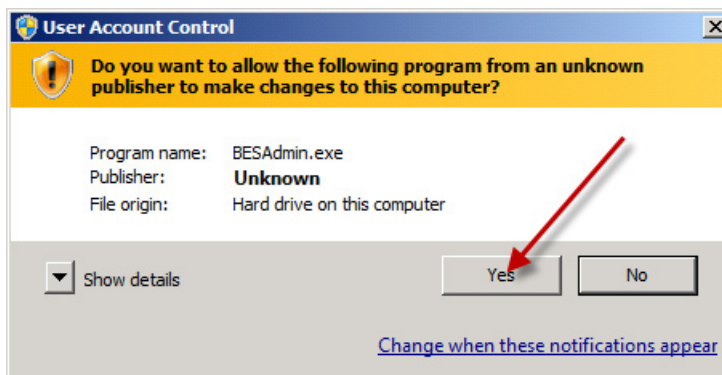 User Account Control
Do you want to allow the following program from an unknown
publisher to make changes to this computer?
Program name: BESAdmin.exe
Publisher: Unknown
File origin: Hard drive on this computer
Show details
Yes
No
Change when these notifications appear